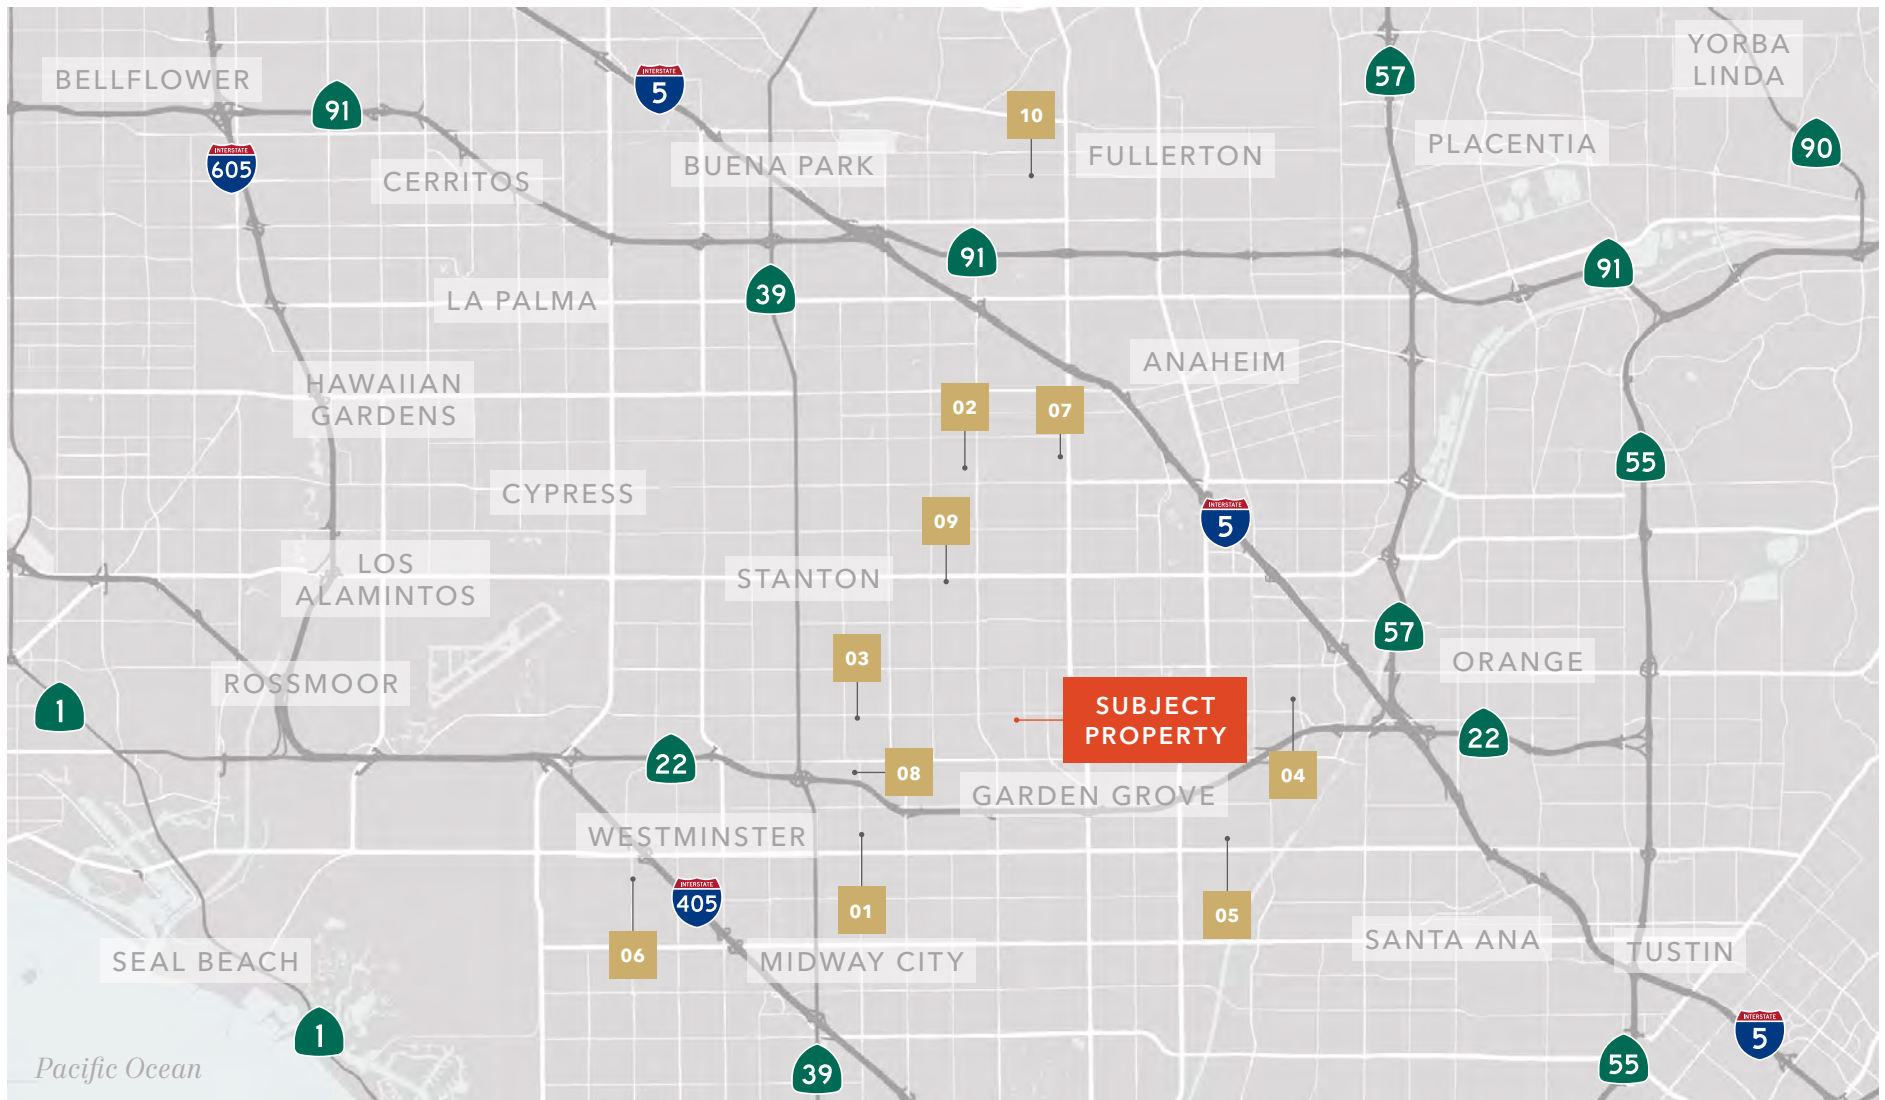 YORBA
LINDA
BELLFLOWER
INTERSTATE
5
57
91
10
PLACENTIA
90
INTERSTATE
605
BUENA PARK
FULLERTON
CERRITOS
91
91
39
LA PALMA
ANAHEIM
HAWAIIAN
GARDENS
02
07
55
CYPRESS
09
INTERSTATE
5
LOS
ALAMINTOS
STANTON
57
03
ORANGE
ROSSMOOR
1
SUBJECT
PROPERTY
22
22
08
04
GARDEN GROVE
WESTMINSTER
INTERSTATE
405
01
05
06
SANTA ANA
TUSTIN
SEAL BEACH
MIDWAY CITY
1
INTERSTATE
5
Pacific Ocean
39
55